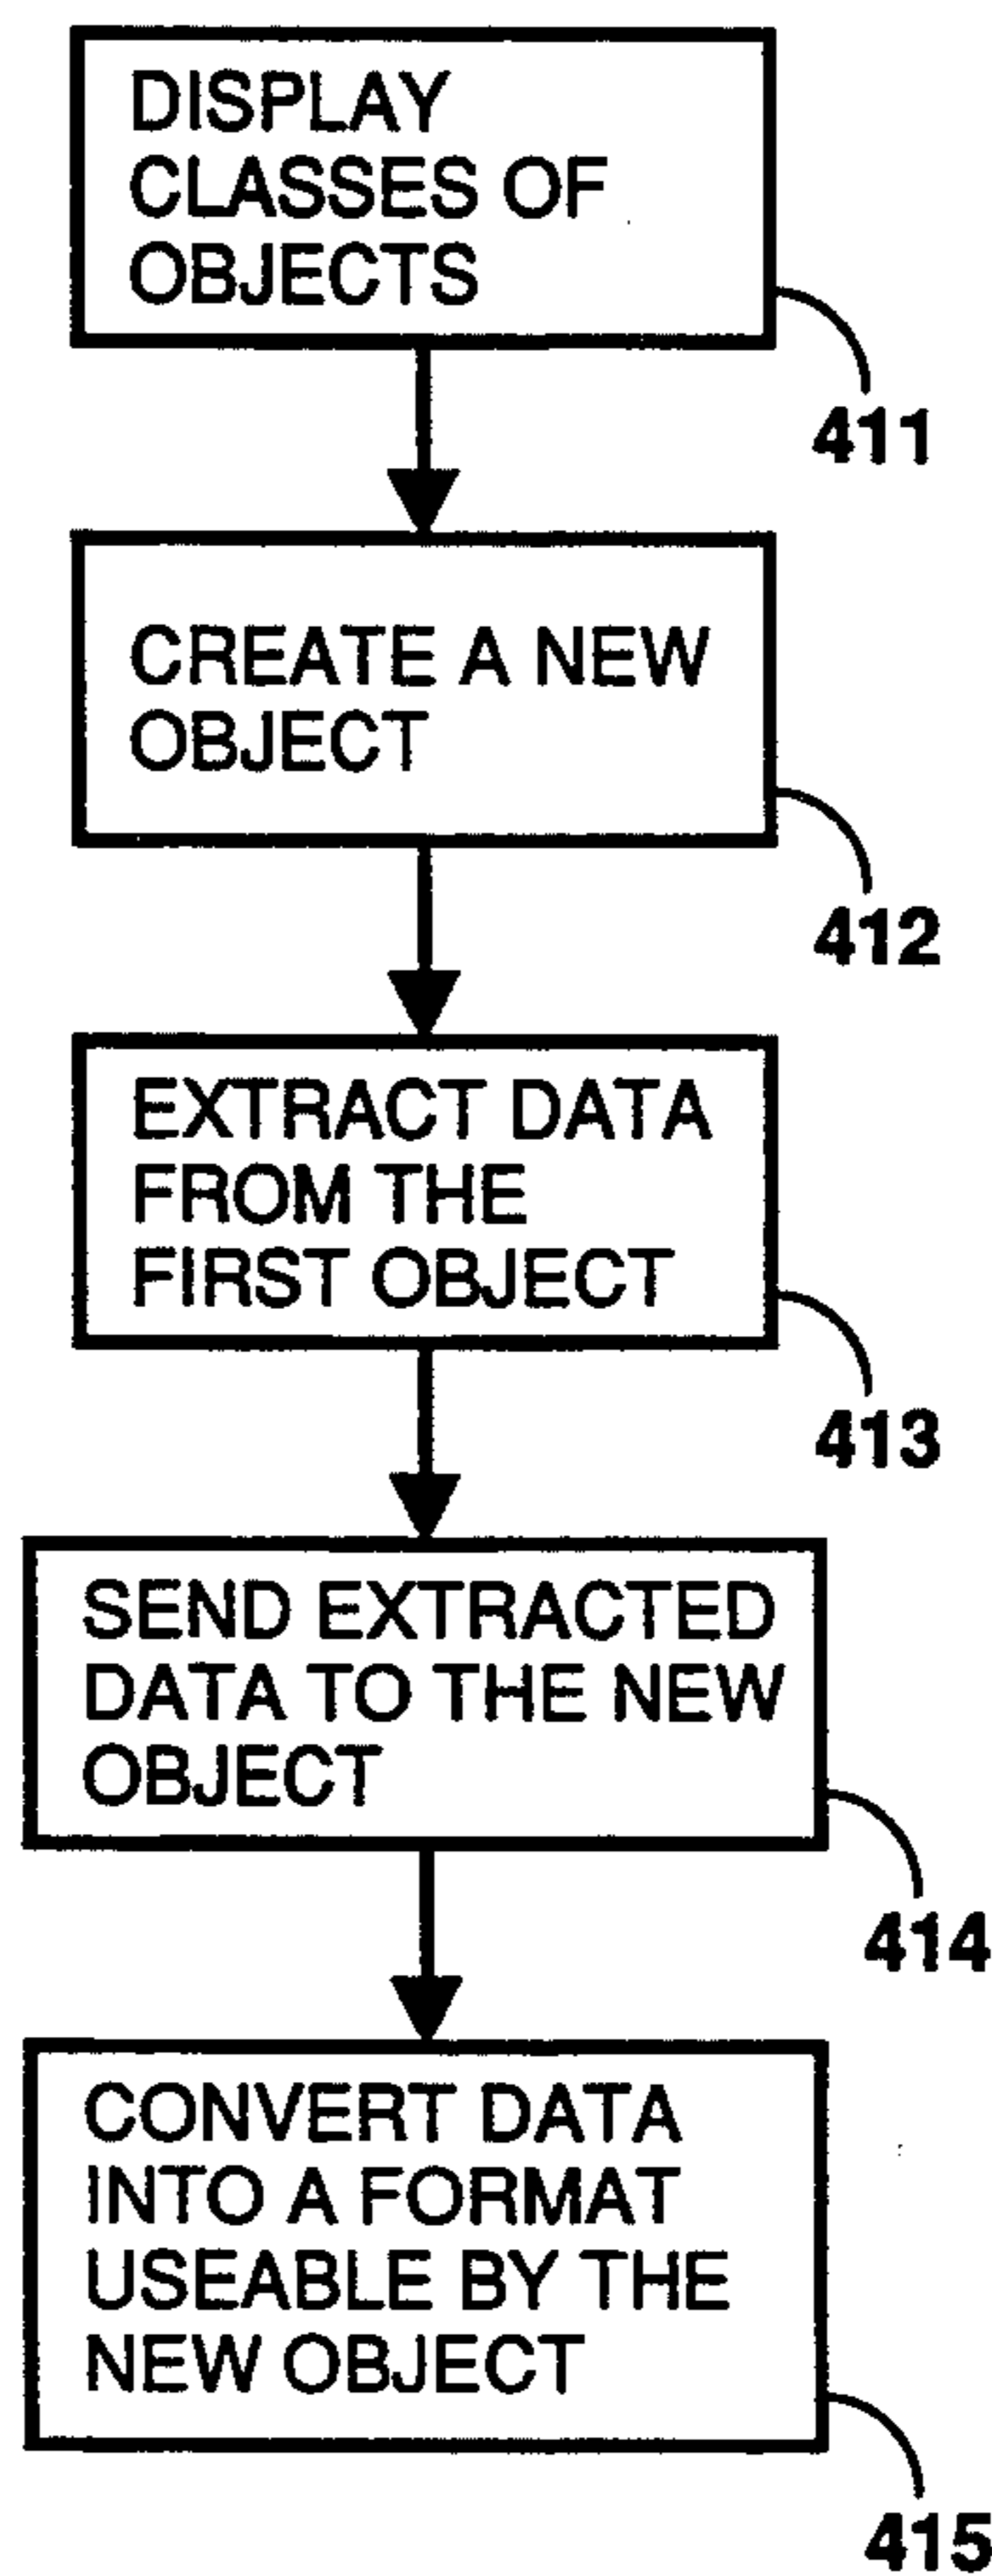 DISPLAY
CLASSES OF
OBJECTS
411
CREATE A NEW
OBJECT
412
EXTRACT DATA
FROM THE
FIRST OBJECT
413
SEND EXTRACTED
DATA TO THE NEW
OBJECT
414
CONVERT DATA
INTO A FORMAT
USEABLE BY THE
NEW OBJECT
415